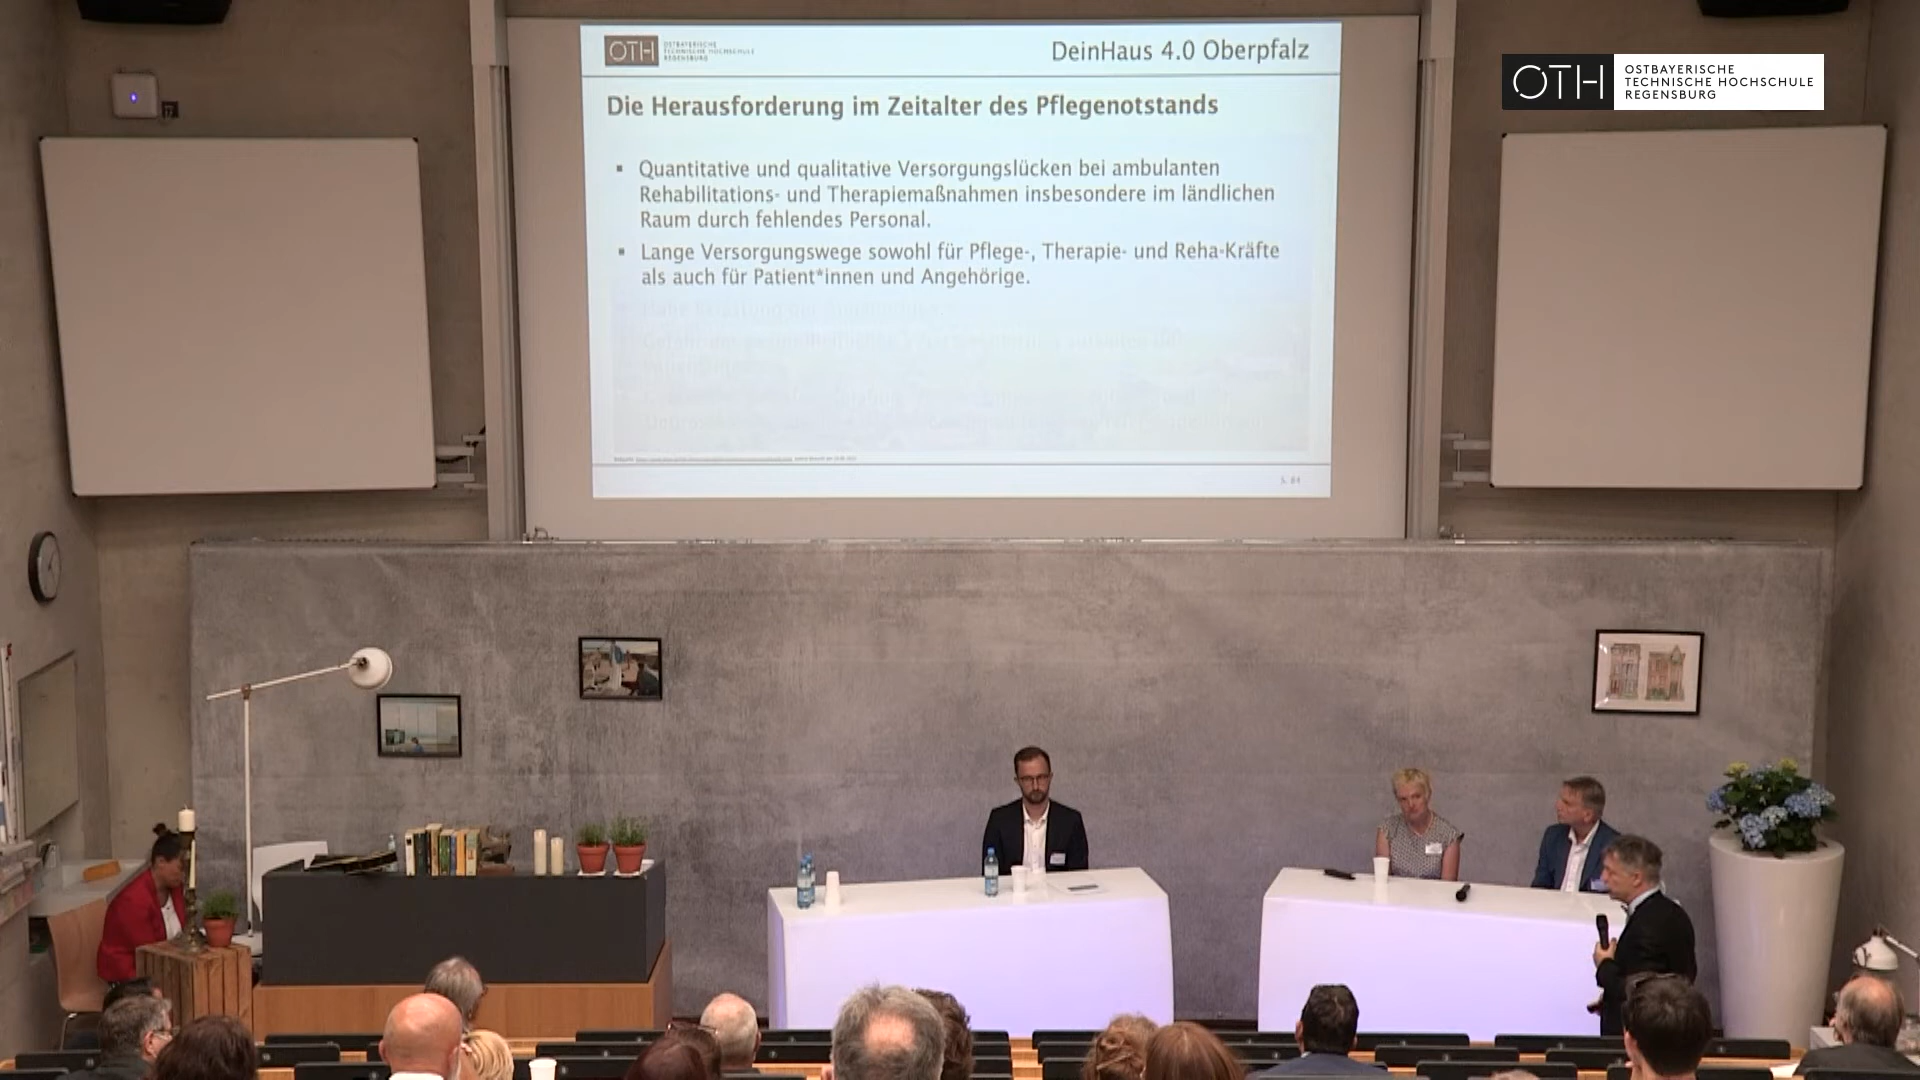 OTH
OSTBAYERISCHE
TECHNISCHE HOCHSCHULE
REGENSBURG
DeinHaus 4.0 Oberpfalz
OTH
OSTBAYERISCHE
TECHNISCHE HOCHSCHULE
REGENSBURG
Die Herausforderung im Zeitalter des Pflegenotstands
▪ Quantitative und qualitative Versorgungslücken bei ambulanten
Rehabilitations- und Therapiemaßnahmen insbesondere im ländlichen
Raum durch fehlendes Personal.
▪ Lange Versorgungswege sowohl für Pflege-, Therapie- und Reha-Kräfte
als auch für Patient*innen und Angehörige.